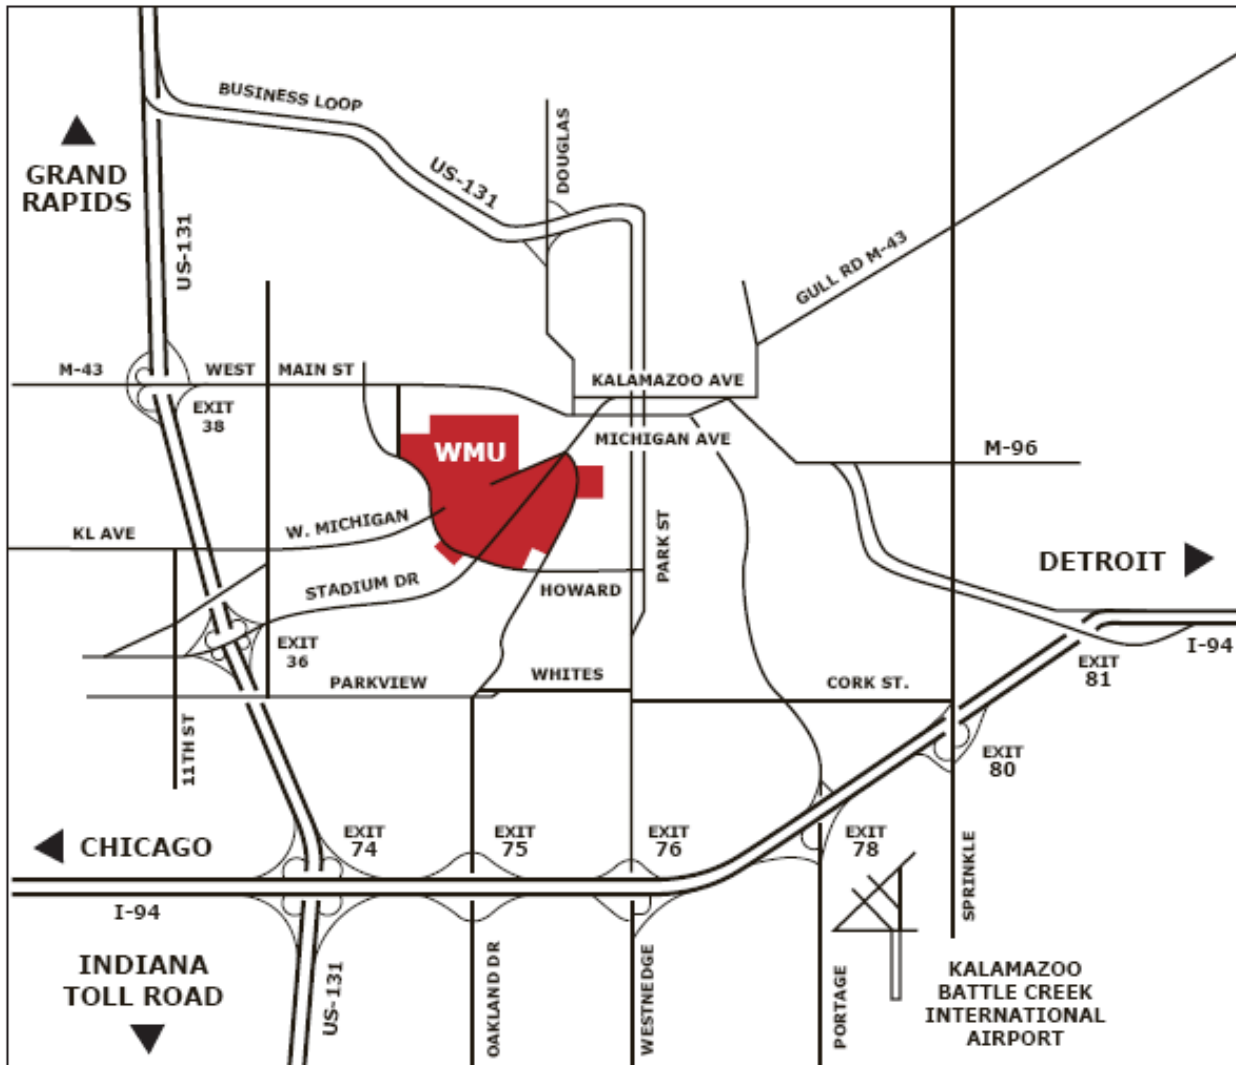 BUSINESS LOOP
US-131
DOUGLAS
GRAND
RAPIDS
US-131
GULL RD M-43
M-43
WEST
MAIN ST
KALAMAZOO AVE
EXIT
38
MICHIGAN AVE
WMU
M-96
KL AVE
W. MICHIGAN
PARK ST
DETROIT
STADIUM DR
HOWARD
EXIT
36
I-94
EXIT
81
WHITES
PARKVIEW
CORK ST.
11TH ST
EXIT
80
CHICAGO
EXIT
74
EXIT
75
EXIT
76
EXIT
78
SPRINKLE
I-94
INDIANA
TOLL ROAD
US-131
OAKLAND DR
WESTNEDGE
PORTAGE
KALAMAZOO
BATTLE CREEK
INTERNATIONAL
AIRPORT